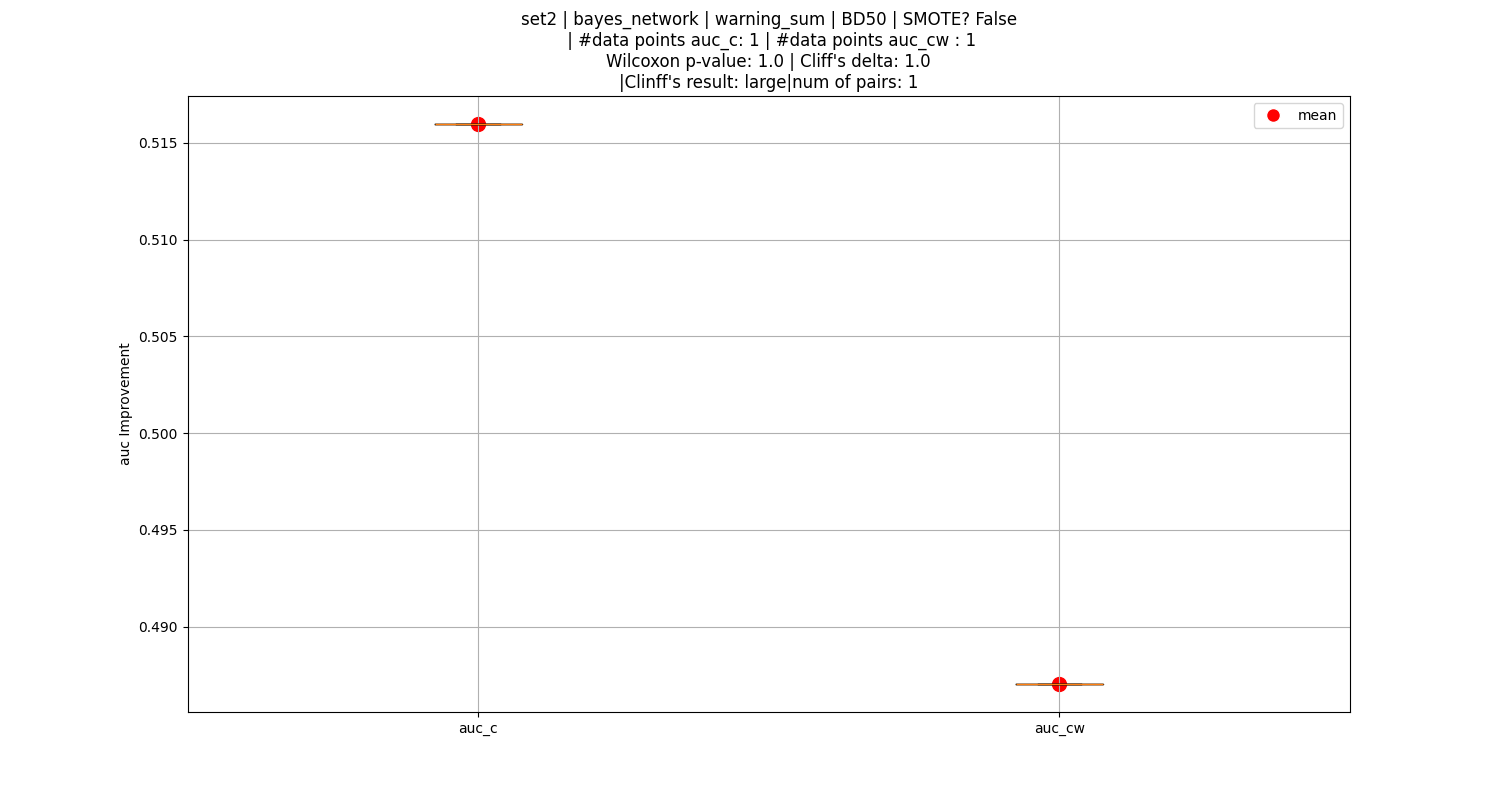 set2 | bayes_network | warning_sum | BD50 | SMOTE? False
| #data points auc_c: 1 | #data points auc_cw : 1
Wilcoxon p-value: 1.0 | Cliff's delta: 1.0
|Clinff's result: large|num of pairs: 1
mean
0.515
0.510
0.505
0.500
0.495
0.490
auc Improvement
auc_c
auc_cw